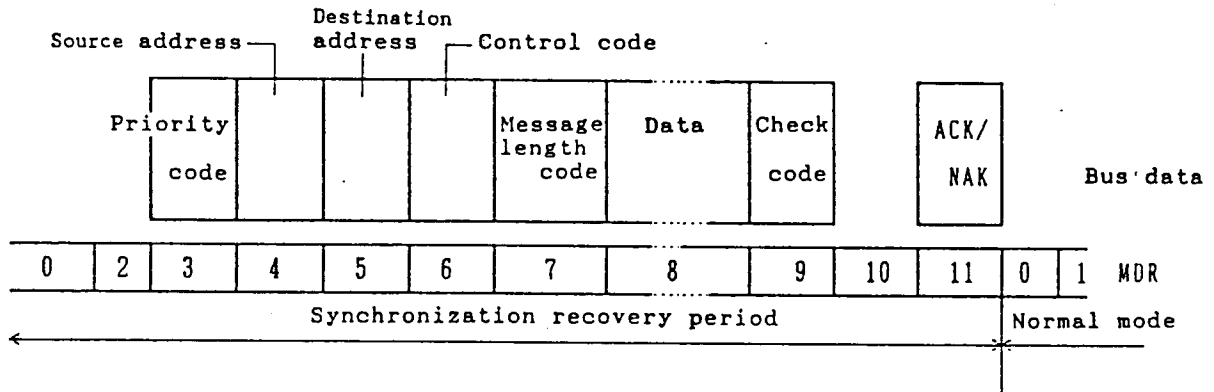 Destination
Source address
address
Control code
Priority
code
Message
length
code
Data
Check
code
ACK/
NAK
Bus data
0 2 3 4 5 6 7 8 9 10 11 0 1 MDR
Synchronization recovery period Normal mode